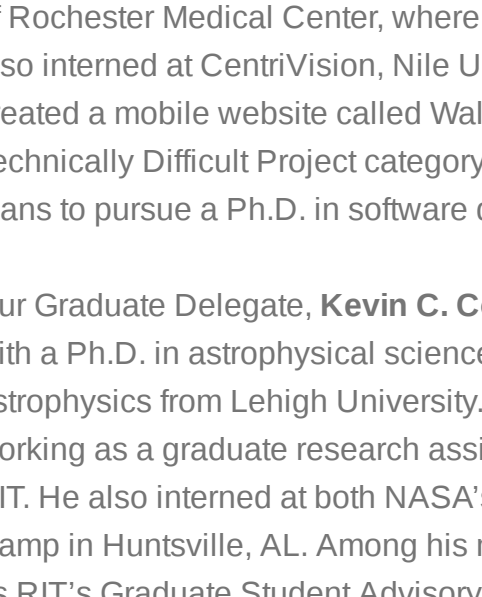 Rochester Medical Center, where
so interned at CentriVision, Nile U
eated a mobile website called Wal
echnically Difficult Project category
ans to pursue a Ph.D. in software
ur Graduate Delegate, Kevin C. C
ith a Ph.D. in astrophysical science
strophysics from Lehigh University.
orking as a graduate research assi
IT. He also interned at both NASA's
amp in Huntsville, AL. Among his
s RIT's Graduate Student Advisory